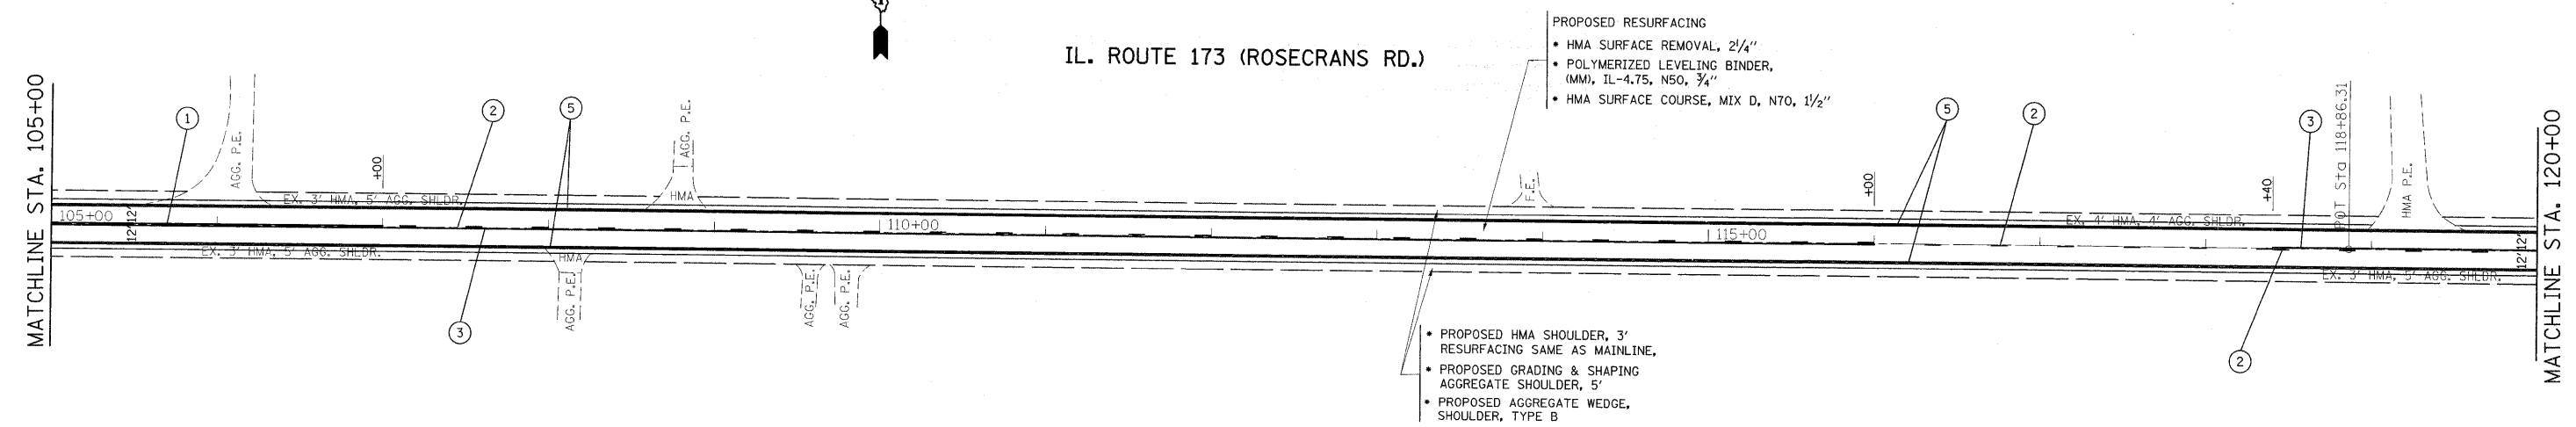 IL. ROUTE 173 (ROSECRANS RD.)
PROPOSED RESURFACING
• HMA SURFACE REMOVAL, 2 1/4"
• POLYMERIZED LEVELING BINDER,
(MM), IL-4.75, N50, 3/4"
• HMA SURFACE COURSE, MIX D, N70, 1 1/2"
MATCHLINE STA. 105+00
1
AGG. P.E.
+00
2
5
AGG. P.E.
HMA
F.E.
+00
5
2
+40
3
POT Sta 118+86.31
HMA P.E.
MATCHLINE STA. 120+00
EX. 3' HMA, 5' AGG. SHLDR.
EX. 4' HMA, 4' AGG. SHLDR.
105+00
12'
12'
110+00
115+00
12'
12'
EX. 3' HMA, 5' AGG. SHLDR.
HMA
EX. 3' HMA, 5' AGG. SHLDR.
AGG. P.E.
AGG. P.E.
AGG. P.E.
3
2
• PROPOSED HMA SHOULDER, 3'
RESURFACING SAME AS MAINLINE,
• PROPOSED GRADING & SHAPING
AGGREGATE SHOULDER, 5'
• PROPOSED AGGREGATE WEDGE,
SHOULDER, TYPE B